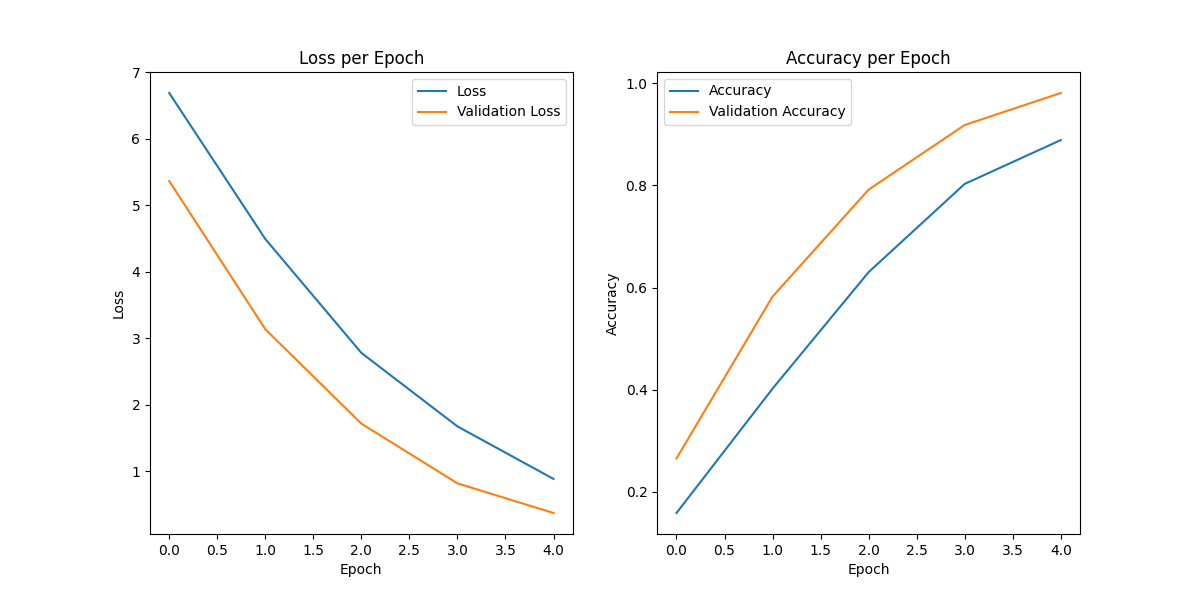 Loss per Epoch
7
6
5
4
3
2
1
Loss
Loss
Validation Loss
0.0 0.5 1.0 1.5 2.0 2.5 3.0 3.5 4.0
Epoch
Accuracy per Epoch
1.0
0.8
0.6
0.4
0.2
Accuracy
Accuracy
Validation Accuracy
0.0 0.5 1.0 1.5 2.0 2.5 3.0 3.5 4.0
Epoch